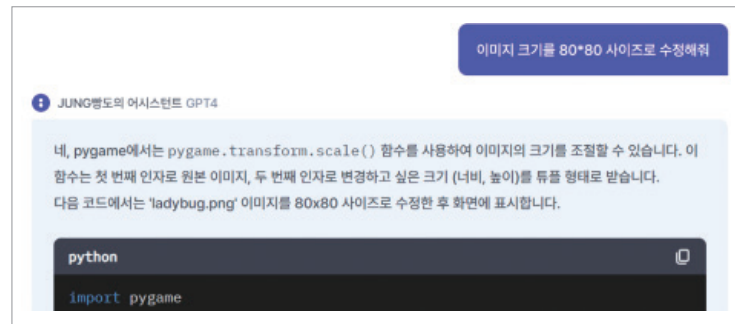 이미지 크기를 80*80 사이즈로 수정해줘
JUNG빵도의 어시스턴트 GPT4
네, pygame에서는 pygame.transform.scale() 함수를 사용하여 이미지의 크기를 조절할 수 있습니다. 이
함수는 첫 번째 인자로 원본 이미지, 두 번째 인자로 변경하고 싶은 크기 (너비, 높이)를 튜플 형태로 받습니다.
다음 코드에서는 'ladybug.png' 이미지를 80x80 사이즈로 수정한 후 화면에 표시합니다.
python
import pygame